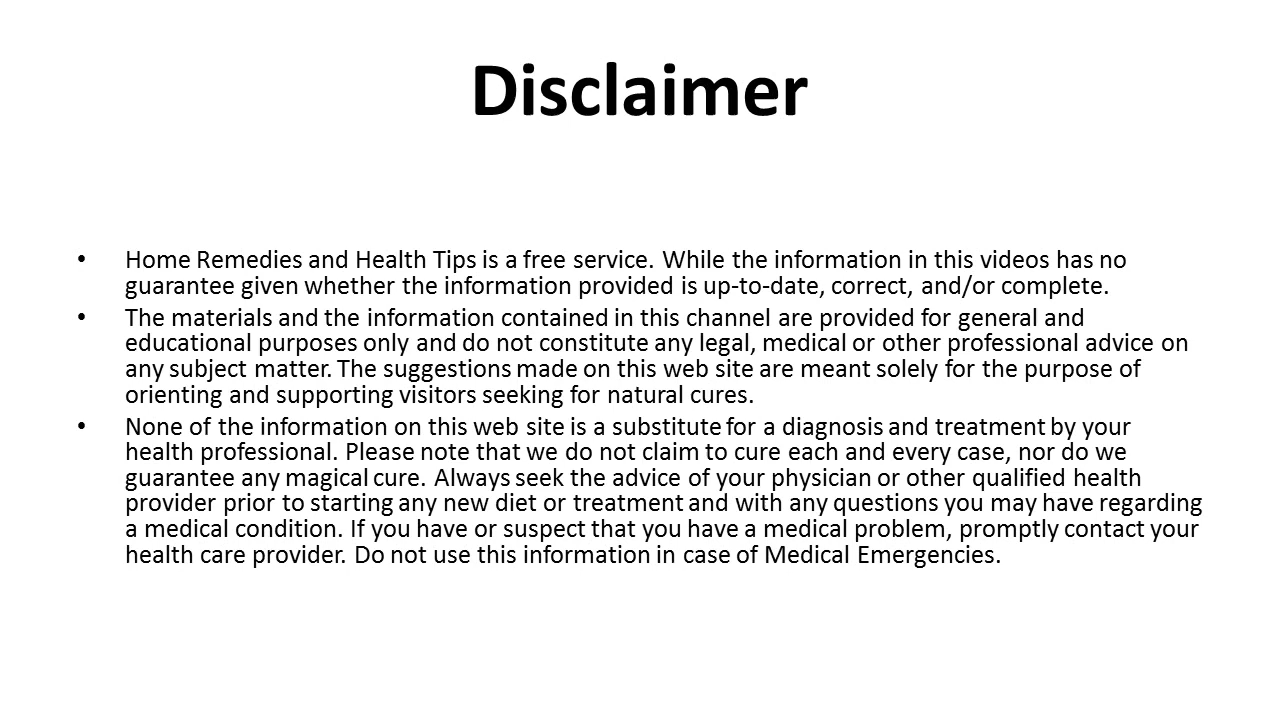 Disclaimer
• Home Remedies and Health Tips is a free service. While the information in this videos has no
guarantee given whether the information provided is up-to-date, correct, and/or complete.
• The materials and the information contained in this channel are provided for general and
educational purposes only and do not constitute any legal, medical or other professional advice on
any subject matter. The suggestions made on this web site are meant solely for the purpose of
orienting and supporting visitors seeking for natural cures.
• None of the information on this web site is a substitute for a diagnosis and treatment by your
health professional. Please note that we do not claim to cure each and every case, nor do we
guarantee any magical cure. Always seek the advice of your physician or other qualified health
provider prior to starting any new diet or treatment and with any questions you may have regarding
a medical condition. If you have or suspect that you have a medical problem, promptly contact your
health care provider. Do not use this information in case of Medical Emergencies.